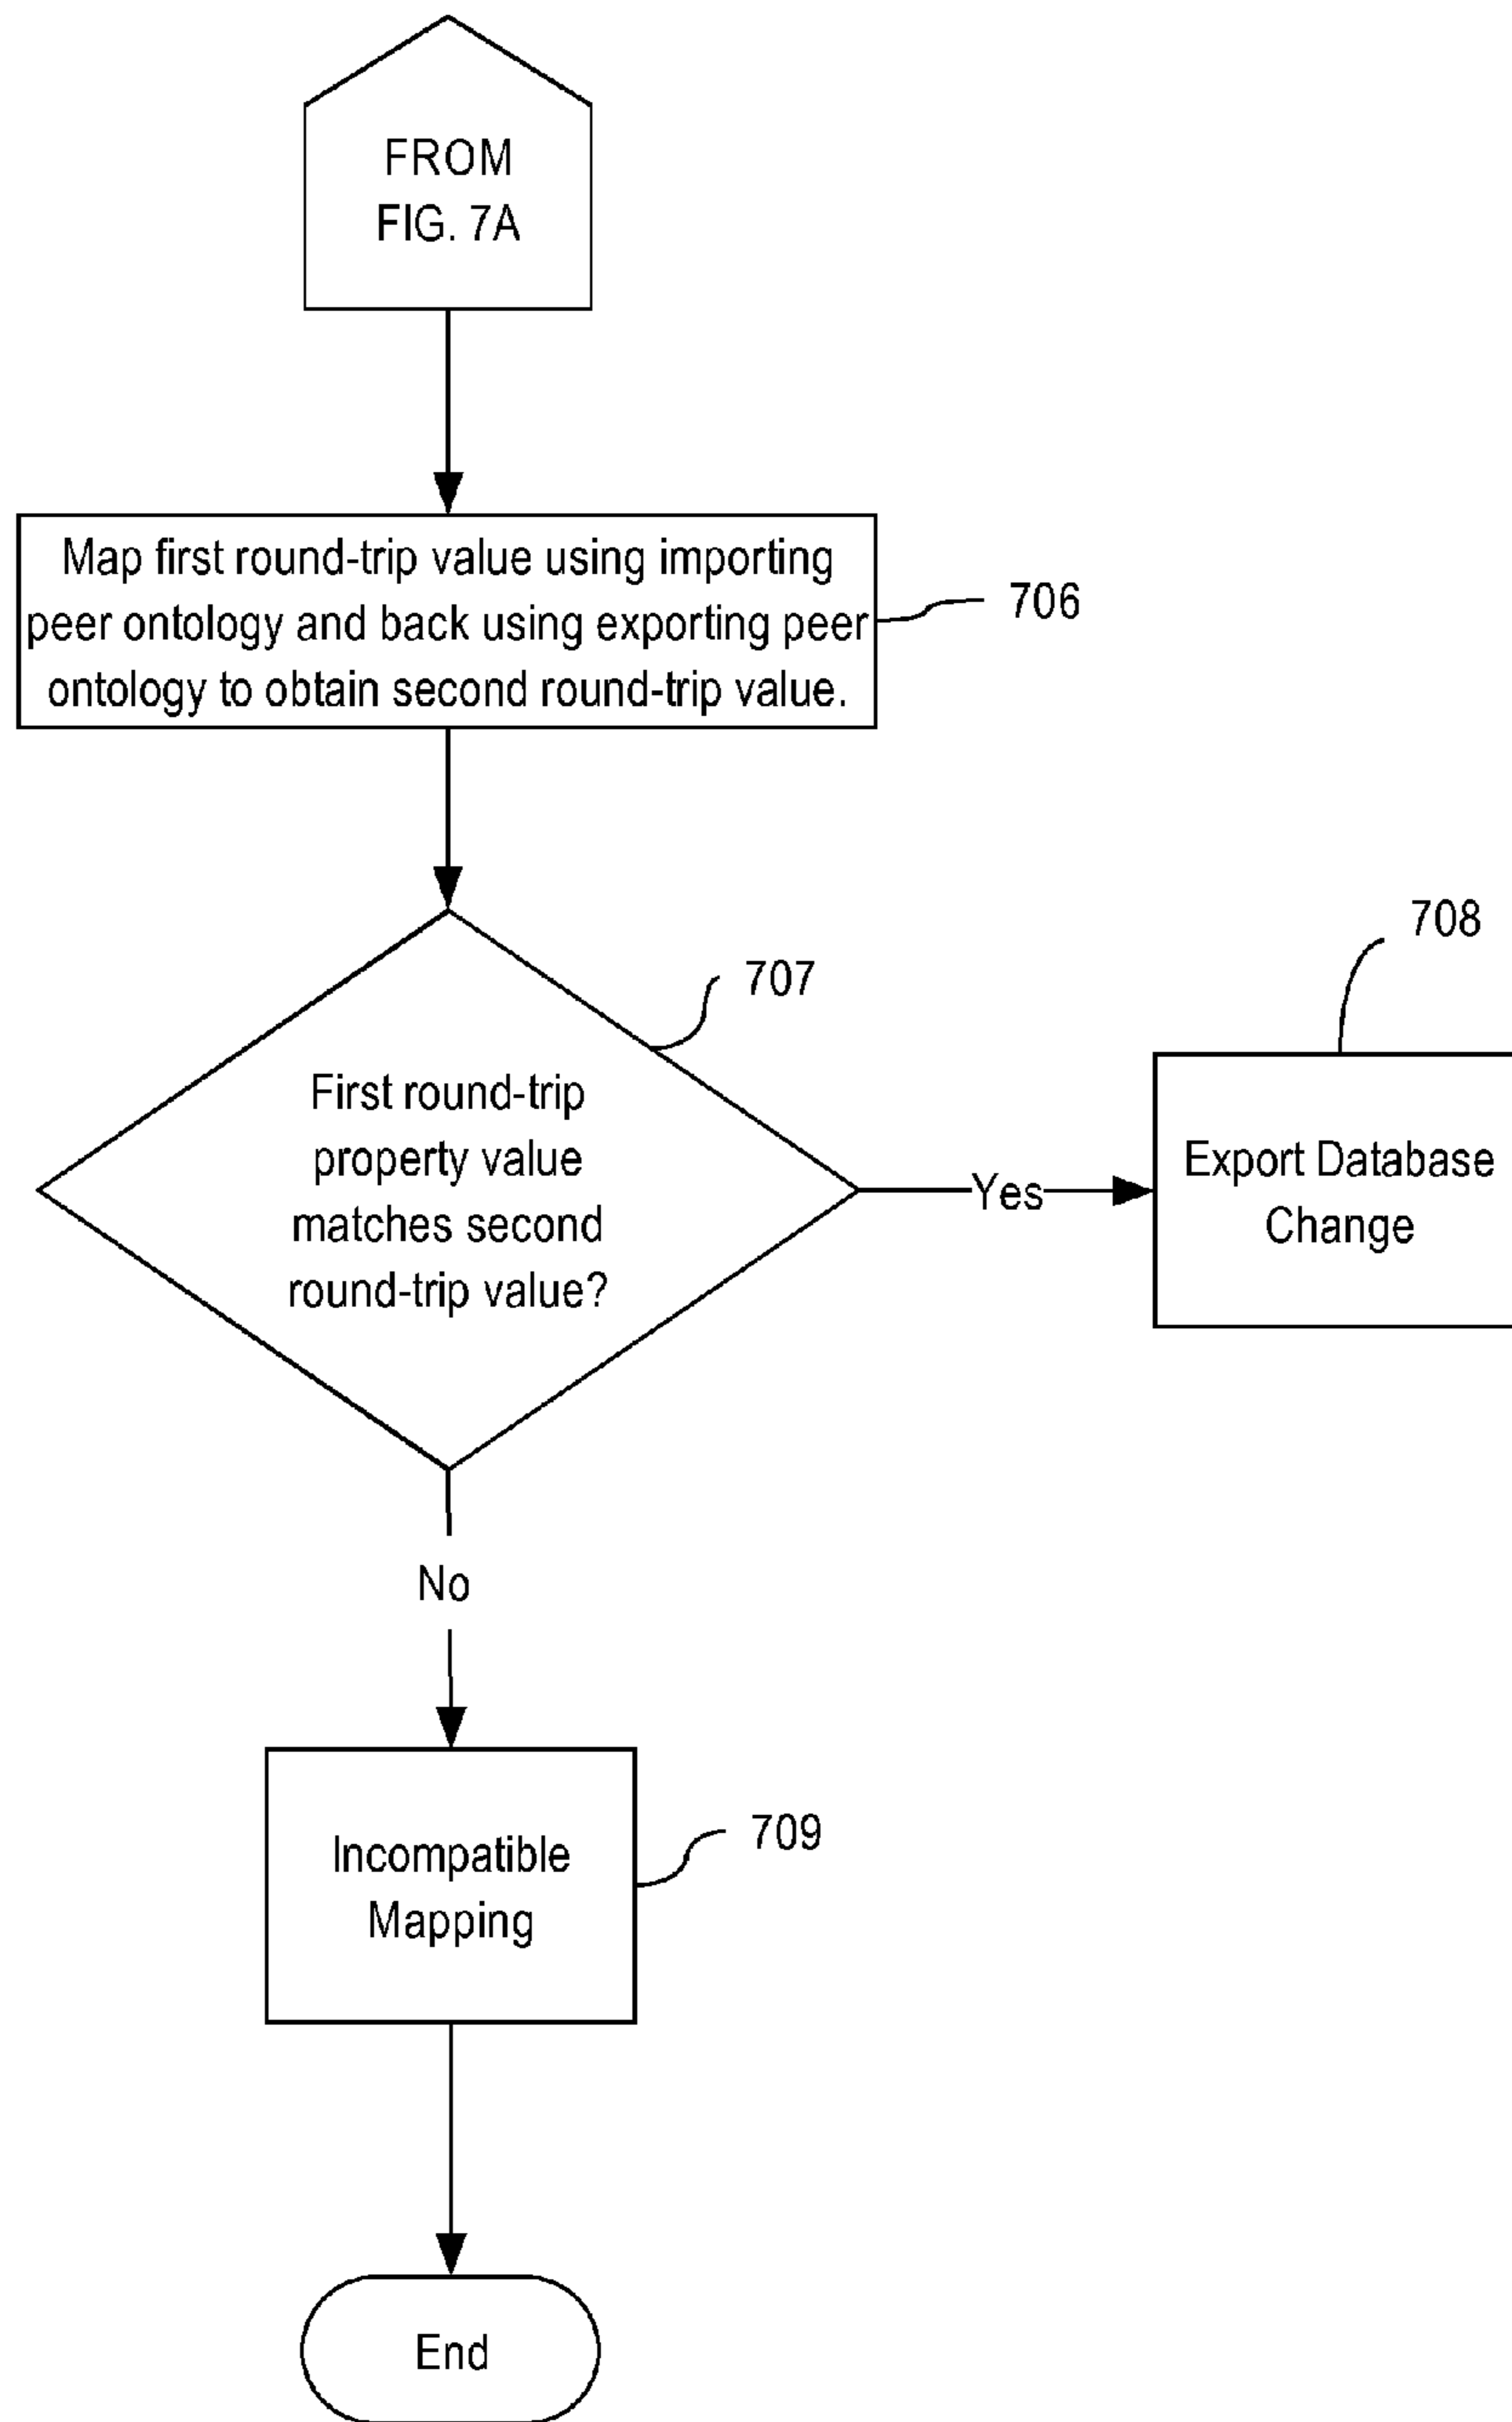 FROM
FIG. 7A
Map first round-trip value using importing
peer ontology and back using exporting peer
ontology to obtain second round-trip value.
706
707
First round-trip
property value
matches second
round-trip value?
Yes
708
Export Database
Change
No
Incompatible
Mapping
709
End